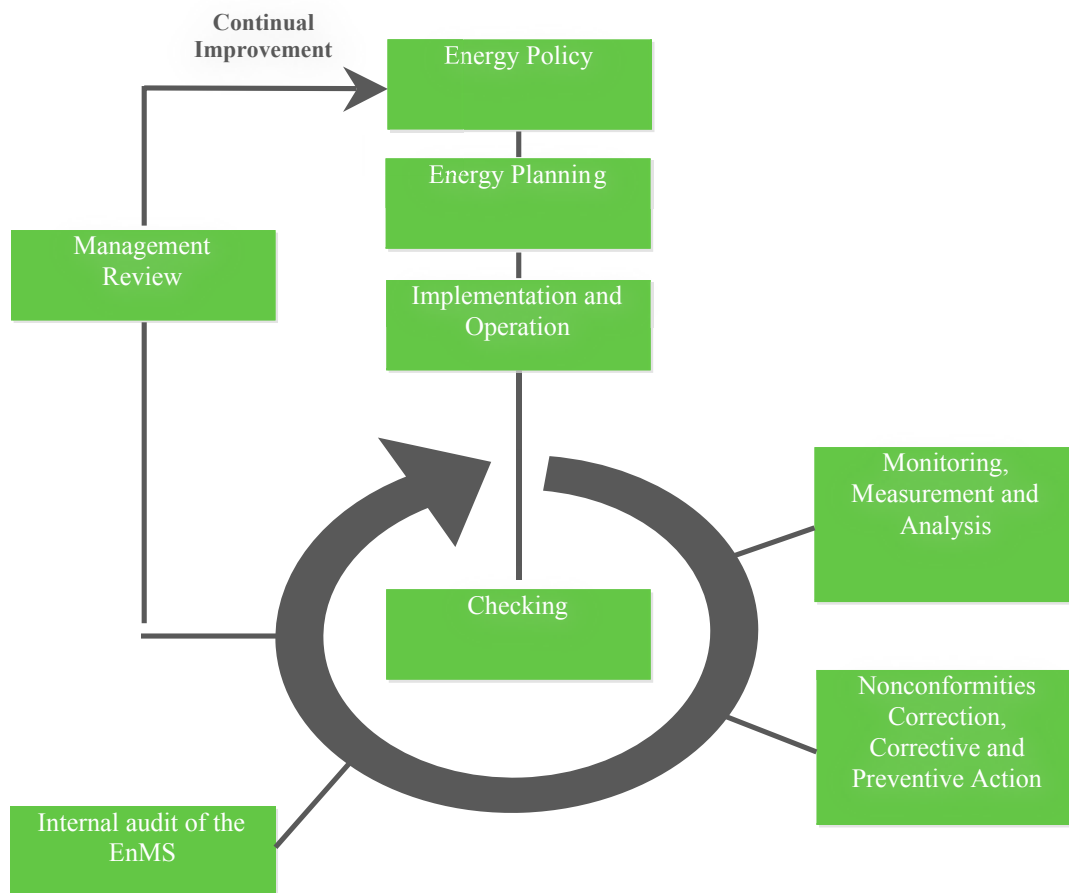 Continual
Improvement
Energy Policy
Energy Planning
Management
Review
Implementation and
Operation
Monitoring,
Measurement and
Analysis
Checking
Nonconformities
Correction,
Corrective and
Preventive Action
Internal audit of the
EnMS